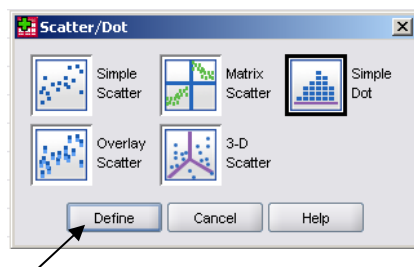 Scatter/Dot
Simple
Scatter
Matrix
Scatter
Simple
Dot
Overlay
Scatter
3-D
Scatter
Define
Cancel
Help